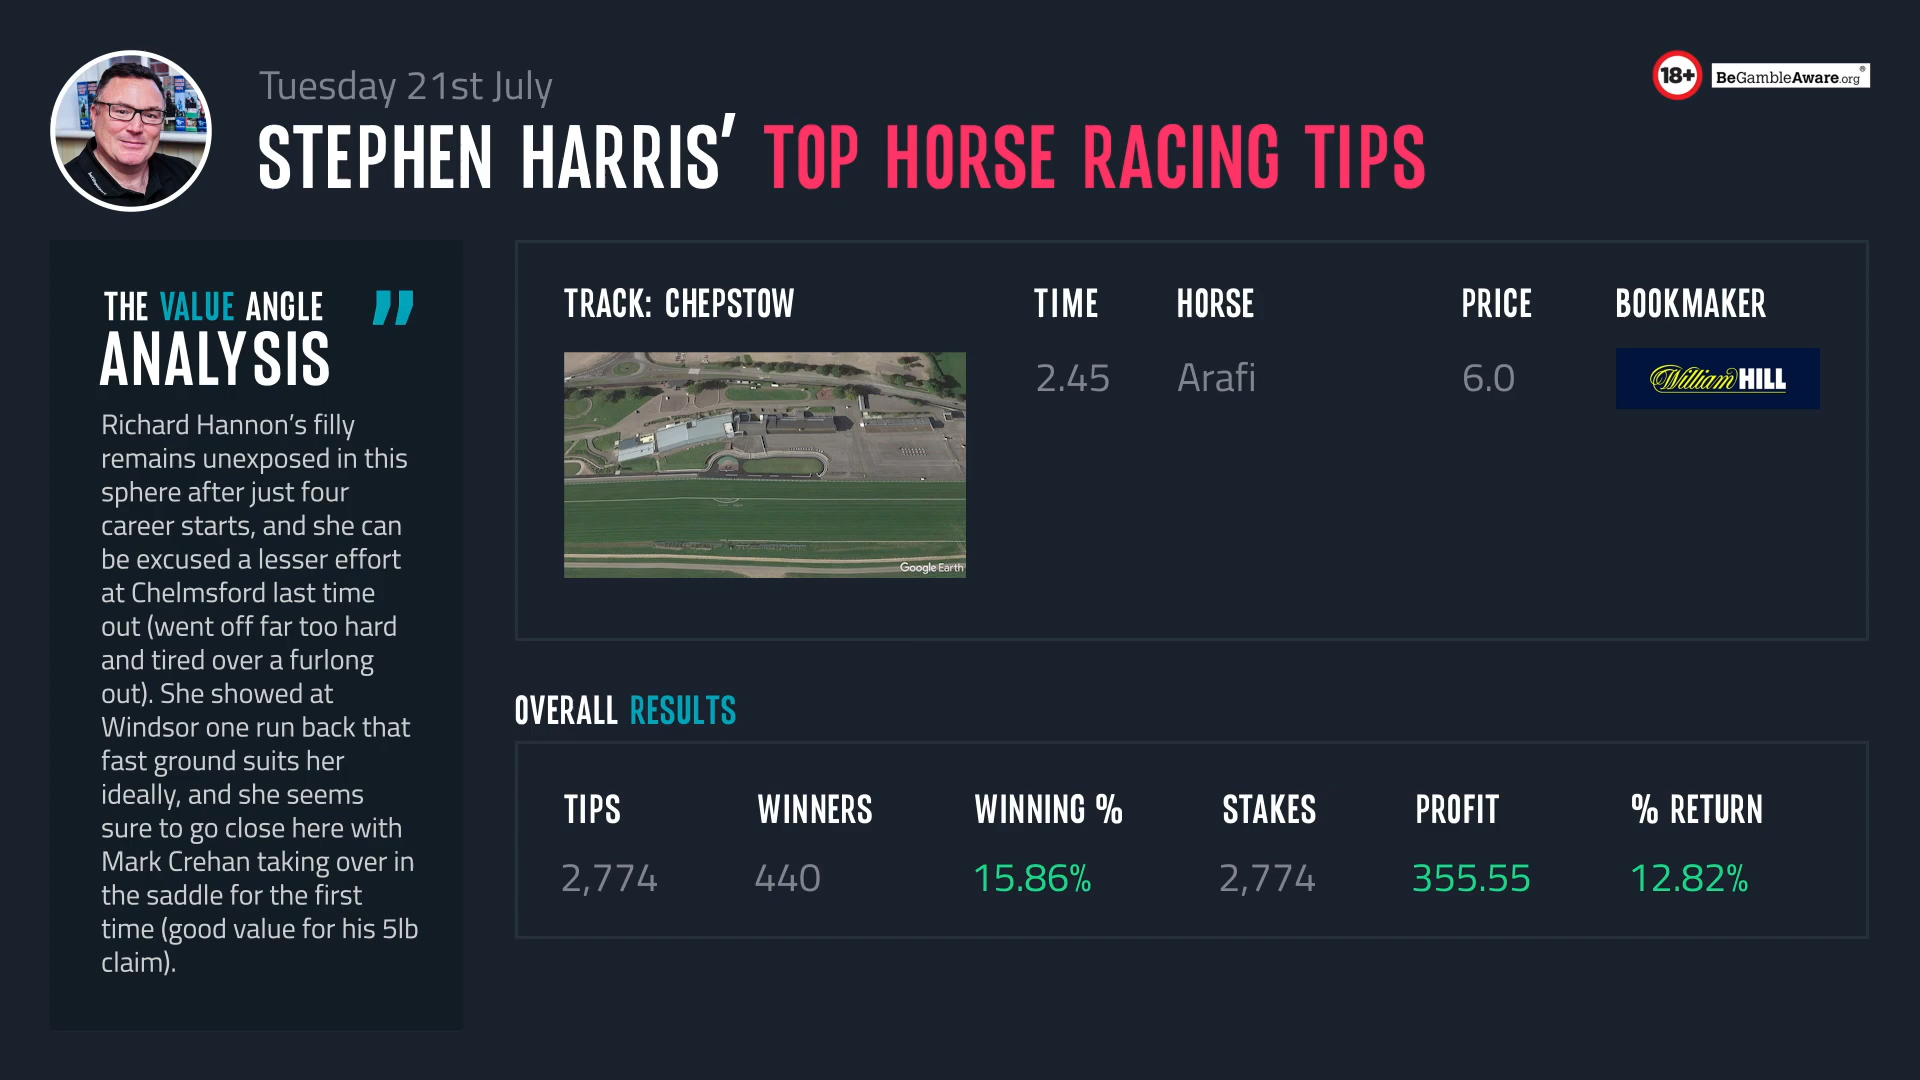 Tuesday 21st July
STEPHEN HARRIS' TOP HORSE RACING TIPS
18+ BeGambleAware.org®
THE VALUE ANGLE
ANALYSIS
"
Richard Hannon's filly
remains unexposed in this
sphere after just four
career starts, and she can
be excused a lesser effort
at Chelmsford last time
out (went off far too hard
and tired over a furlong
out). She showed at
Windsor one run back that
fast ground suits her
ideally, and she seems
sure to go close here with
Mark Crehan taking over in
the saddle for the first
time (good value for his 5lb
claim).
TRACK: CHEPSTOW TIME HORSE PRICE BOOKMAKER
2.45 Arafi 6.0 William HILL
Google Earth
OVERALL RESULTS
TIPS WINNERS WINNING % STAKES PROFIT % RETURN
2,774 440 15.86% 2,774 355.55 12.82%